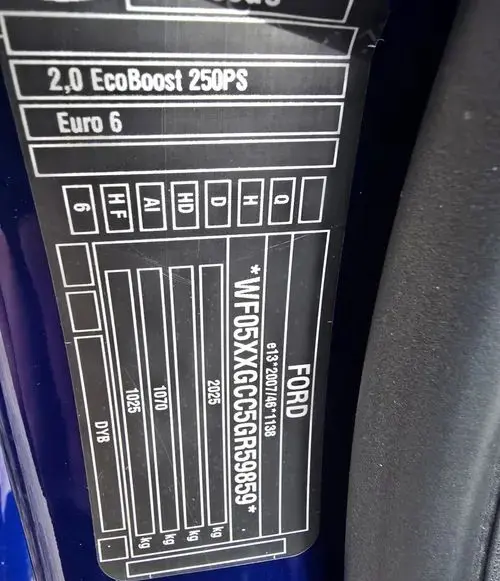 2,0 EcoBoost 250PS
Euro 6
Q
H
D
HD
AI
HF
6
FORD
e13*2007/46*1138
*WF05XXGCC5GR59859*
2025 kg
kg
1070 kg
1025 kg
DYB